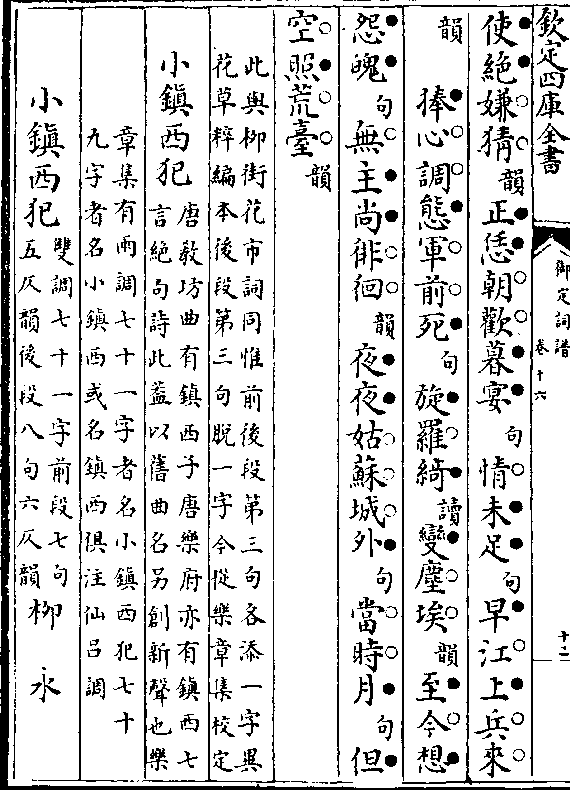 欽定四庫全書
御定詞譜
卷十六
十二
使絕嫌猜韻正恁朝歡暮宴句情未足句早江上兵來
韻　捧心調態軍前死句旋羅綺讀變塵埃韻至今想
怨魄句無主尚徘徊韻夜夜姑蘇城外句當時月句但
空照荒臺韻
此與柳街花市詞同惟前後段第三句各添一字異
花草粹編本後段第三句脫一字今從樂章集校定
小鎮西犯唐教坊曲有鎮西子唐樂府亦有鎮西七
言絕句詩此蓋以舊曲名另創新聲也樂
章集有兩調七十一字者名小鎮西犯七十
九字者名小鎮西或名鎮西俱注仙呂調
小鎮西犯雙調七十一字前段七句
五仄韻後段八句六仄韻柳永